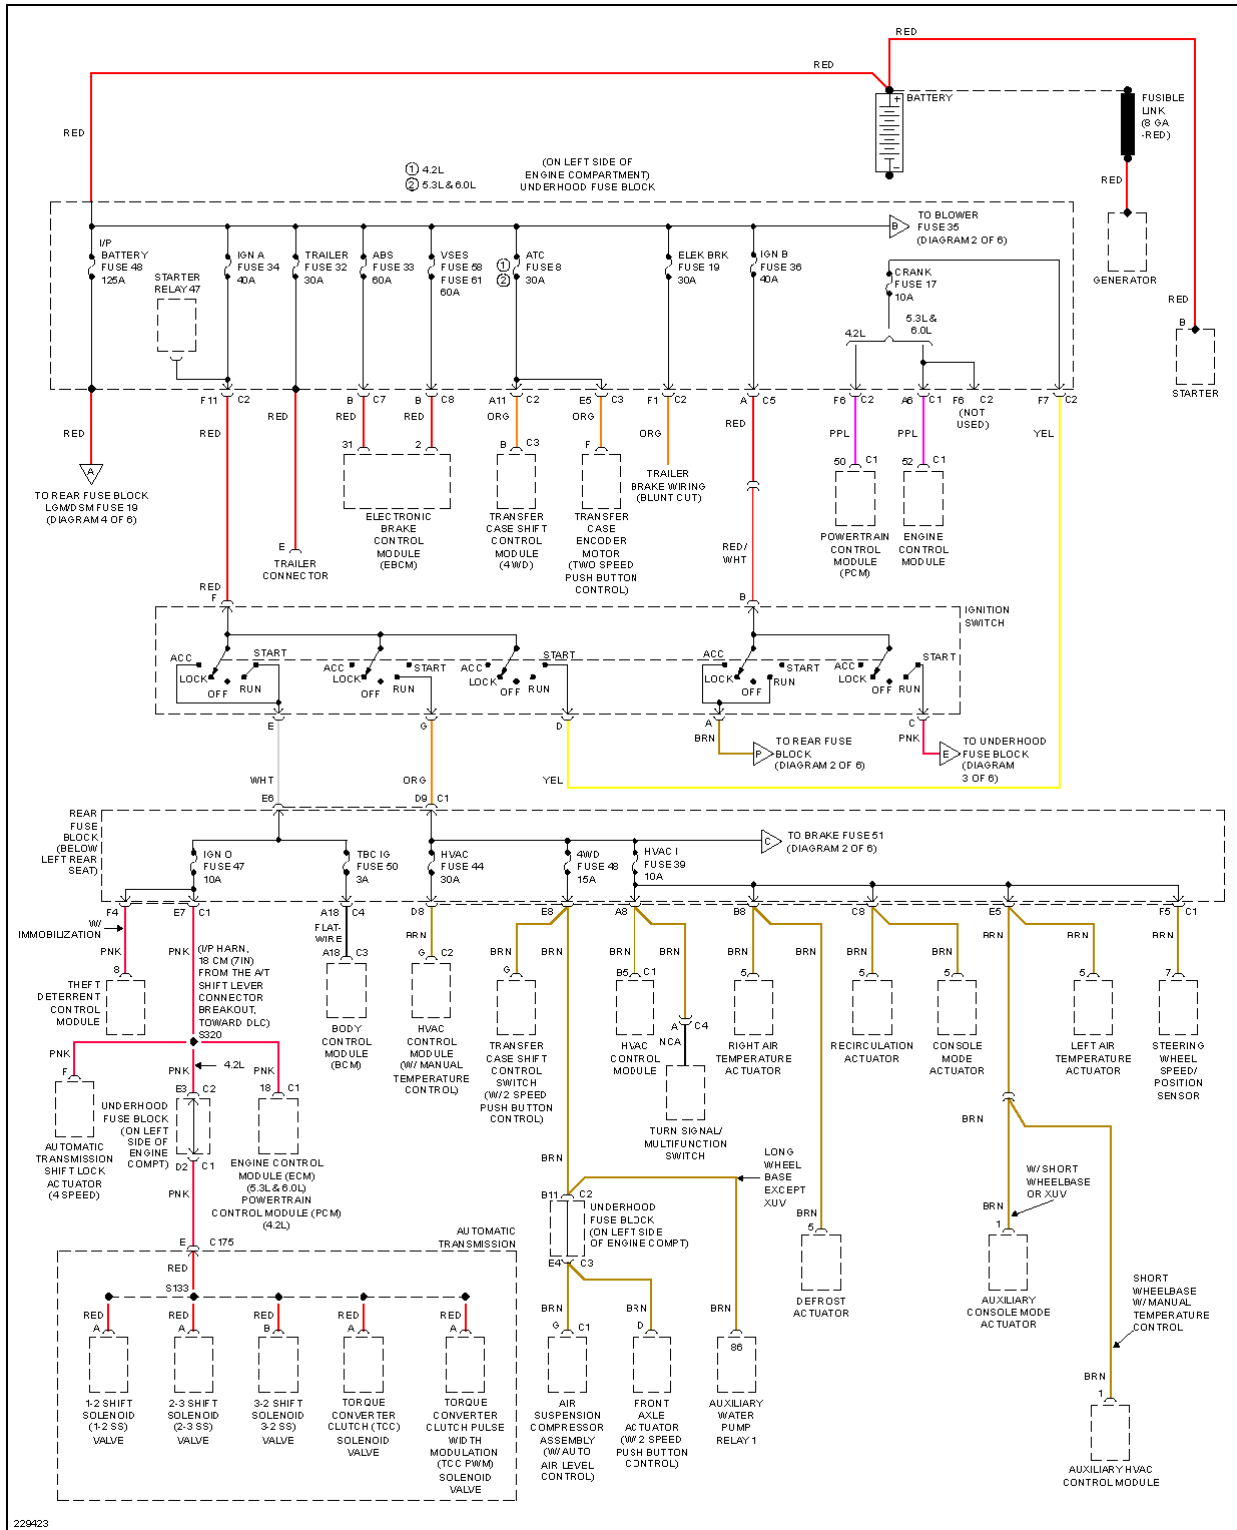 RED
RED
BATTERY
+
-
FUSIBLE
LINK
(8 GA
-RED)
RED
RED
1 4.2L
2 5.3L & 6.0L
(ON LEFT SIDE OF
ENGINE COMPARTMENT)
UNDERHOOD FUSE BLOCK
B
TO BLOWER
FUSE 35
(DIAGRAM 2 OF 6)
GENERATOR
RED
B
STARTER
I/P
BATTERY
FUSE 48
125A
STARTER
RELAY 47
IGN A
FUSE 34
40A
TRAILER
FUSE 32
30A
ABS
FUSE 33
60A
VSES
FUSE 58
FUSE 61
60A
1
2
ATC
FUSE 8
30A
ELEK BRK
FUSE 19
30A
IGN B
FUSE 36
40A
CRANK
FUSE 17
10A
4.2L
5.3L &
6.0L
F11 C2
B C7
B C8
A11 C2
E5 C3
F1 C2
A C5
F6 C2
A6 C1
F6 C2
(NOT
USED)
F7 C2
RED
RED
RED
RED
RED
ORG
ORG
ORG
RED
PPL
PPL
YEL
A
TO REAR FUSE BLOCK
LGM/DSM FUSE 19
(DIAGRAM 4 OF 6)
E
TRAILER
CONNECTOR
31
2
ELECTRONIC
BRAKE
CONTROL
MODULE
(EBCM)
B C3
TRANSFER
CASE SHIFT
CONTROL
MODULE
(4WD)
F
TRANSFER
CASE
ENCODER
MOTOR
(TWO SPEED
PUSH BUTTON
CONTROL)
TRAILER
BRAKE WIRING
(BLUNT CUT)
50 C1
POWERTRAIN
CONTROL
MODULE
(PCM)
52 C1
ENGINE
CONTROL
MODULE
RED/
WHT
RED
F
B
IGNITION
SWITCH
ACC
LOCK
OFF
RUN
START
ACC
LOCK
OFF
RUN
START
ACC
LOCK
OFF
RUN
START
ACC
LOCK
OFF
RUN
START
ACC
LOCK
OFF
RUN
START
E
G
D
A
C
BRN
P
TO REAR FUSE
BLOCK
(DIAGRAM 2 OF 6)
PNK
E
TO UNDERHOOD
FUSE BLOCK
(DIAGRAM
3 OF 6)
WHT
ORG
YEL
E6
D9 C1
REAR
FUSE
BLOCK
(BELOW
LEFT REAR
SEAT)
IGN O
FUSE 47
10A
TBC IG
FUSE 50
3A
HVAC
FUSE 44
30A
4WD
FUSE 48
15A
HVAC I
FUSE 39
10A
C
TO BRAKE FUSE 51
(DIAGRAM 2 OF 6)
F4
E7 C1
A18 C4
D8
E8
A8
B8
C8
E5
F5 C1
W/
IMMOBILIZATION
PNK
PNK
(I/P HARN,
18 CM (7IN)
FROM THE A/T
SHIFT LEVER
CONNECTOR
BREAKOUT,
TOWARD DLC)
S320
FLAT-
WIRE
BRN
BRN
BRN
BRN
BRN
BRN
BRN
BRN
BRN
BRN
BRN
BRN
8
THEFT
DETERRENT
CONTROL
MODULE
A18 C3
BODY
CONTROL
MODULE
(BCM)
G C2
HVAC
CONTROL
MODULE
(W/ MANUAL
TEMPERATURE
CONTROL)
G
TRANSFER
CASE SHIFT
CONTROL
SWITCH
(W/2 SPEED
PUSH BUTTON
CONTROL)
B5 C1
HVAC
CONTROL
MODULE
A C4
NCA
TURN SIGNAL/
MULTIFUNCTION
SWITCH
5
RIGHT AIR
TEMPERATURE
ACTUATOR
5
RECIRCULATION
ACTUATOR
5
CONSOLE
MODE
ACTUATOR
5
LEFT AIR
TEMPERATURE
ACTUATOR
7
STEERING
WHEEL
SPEED/
POSITION
SENSOR
PNK
F
AUTOMATIC
TRANSMISSION
SHIFT LOCK
ACTUATOR
(4 SPEED)
4.2L
PNK
E3 C2
UNDERHOOD
FUSE BLOCK
(ON LEFT
SIDE OF
ENGINE
COMPT)
D2 C1
PNK
PNK
18 C1
ENGINE CONTROL
MODULE (ECM)
(5.3L & 6.0L)
POWERTRAIN
CONTROL MODULE (PCM)
(4.2L)
E C175
RED
S133
AUTOMATIC
TRANSMISSION
RED
A
1-2 SHIFT
SOLENOID
(1-2 SS)
VALVE
RED
A
2-3 SHIFT
SOLENOID
(2-3 SS)
VALVE
RED
B
3-2 SHIFT
SOLENOID
3-2 SS)
VALVE
RED
A
TORQUE
CONVERTER
CLUTCH (TCC)
SOLENOID
VALVE
RED
A
TORQUE
CONVERTER
CLUTCH PULSE
WIDTH
MODULATION
(TCC PWM)
SOLENOID
VALVE
BRN
B11 C2
UNDERHOOD
FUSE BLOCK
(ON LEFT SIDE
OF ENGINE COMPT)
E4 C3
LONG
WHEEL
BASE
EXCEPT
XUV
BRN
G C1
AIR
SUSPENSION
COMPRESSOR
ASSEMBLY
(W/AUTO
AIR LEVEL
CONTROL)
BRN
D
FRONT
AXLE
ACTUATOR
(W/2 SPEED
PUSH BUTTON
CONTROL)
BRN
86
AUXILIARY
WATER
PUMP
RELAY 1
BRN
5
DEFROST
ACTUATOR
BRN
W/ SHORT
WHEELBASE
OR XUV
BRN
1
AUXILIARY
CONSOLE MODE
ACTUATOR
SHORT
WHEELBASE
W/ MANUAL
TEMPERATURE
CONTROL
BRN
1
AUXILIARY HVAC
CONTROL MODULE
229423